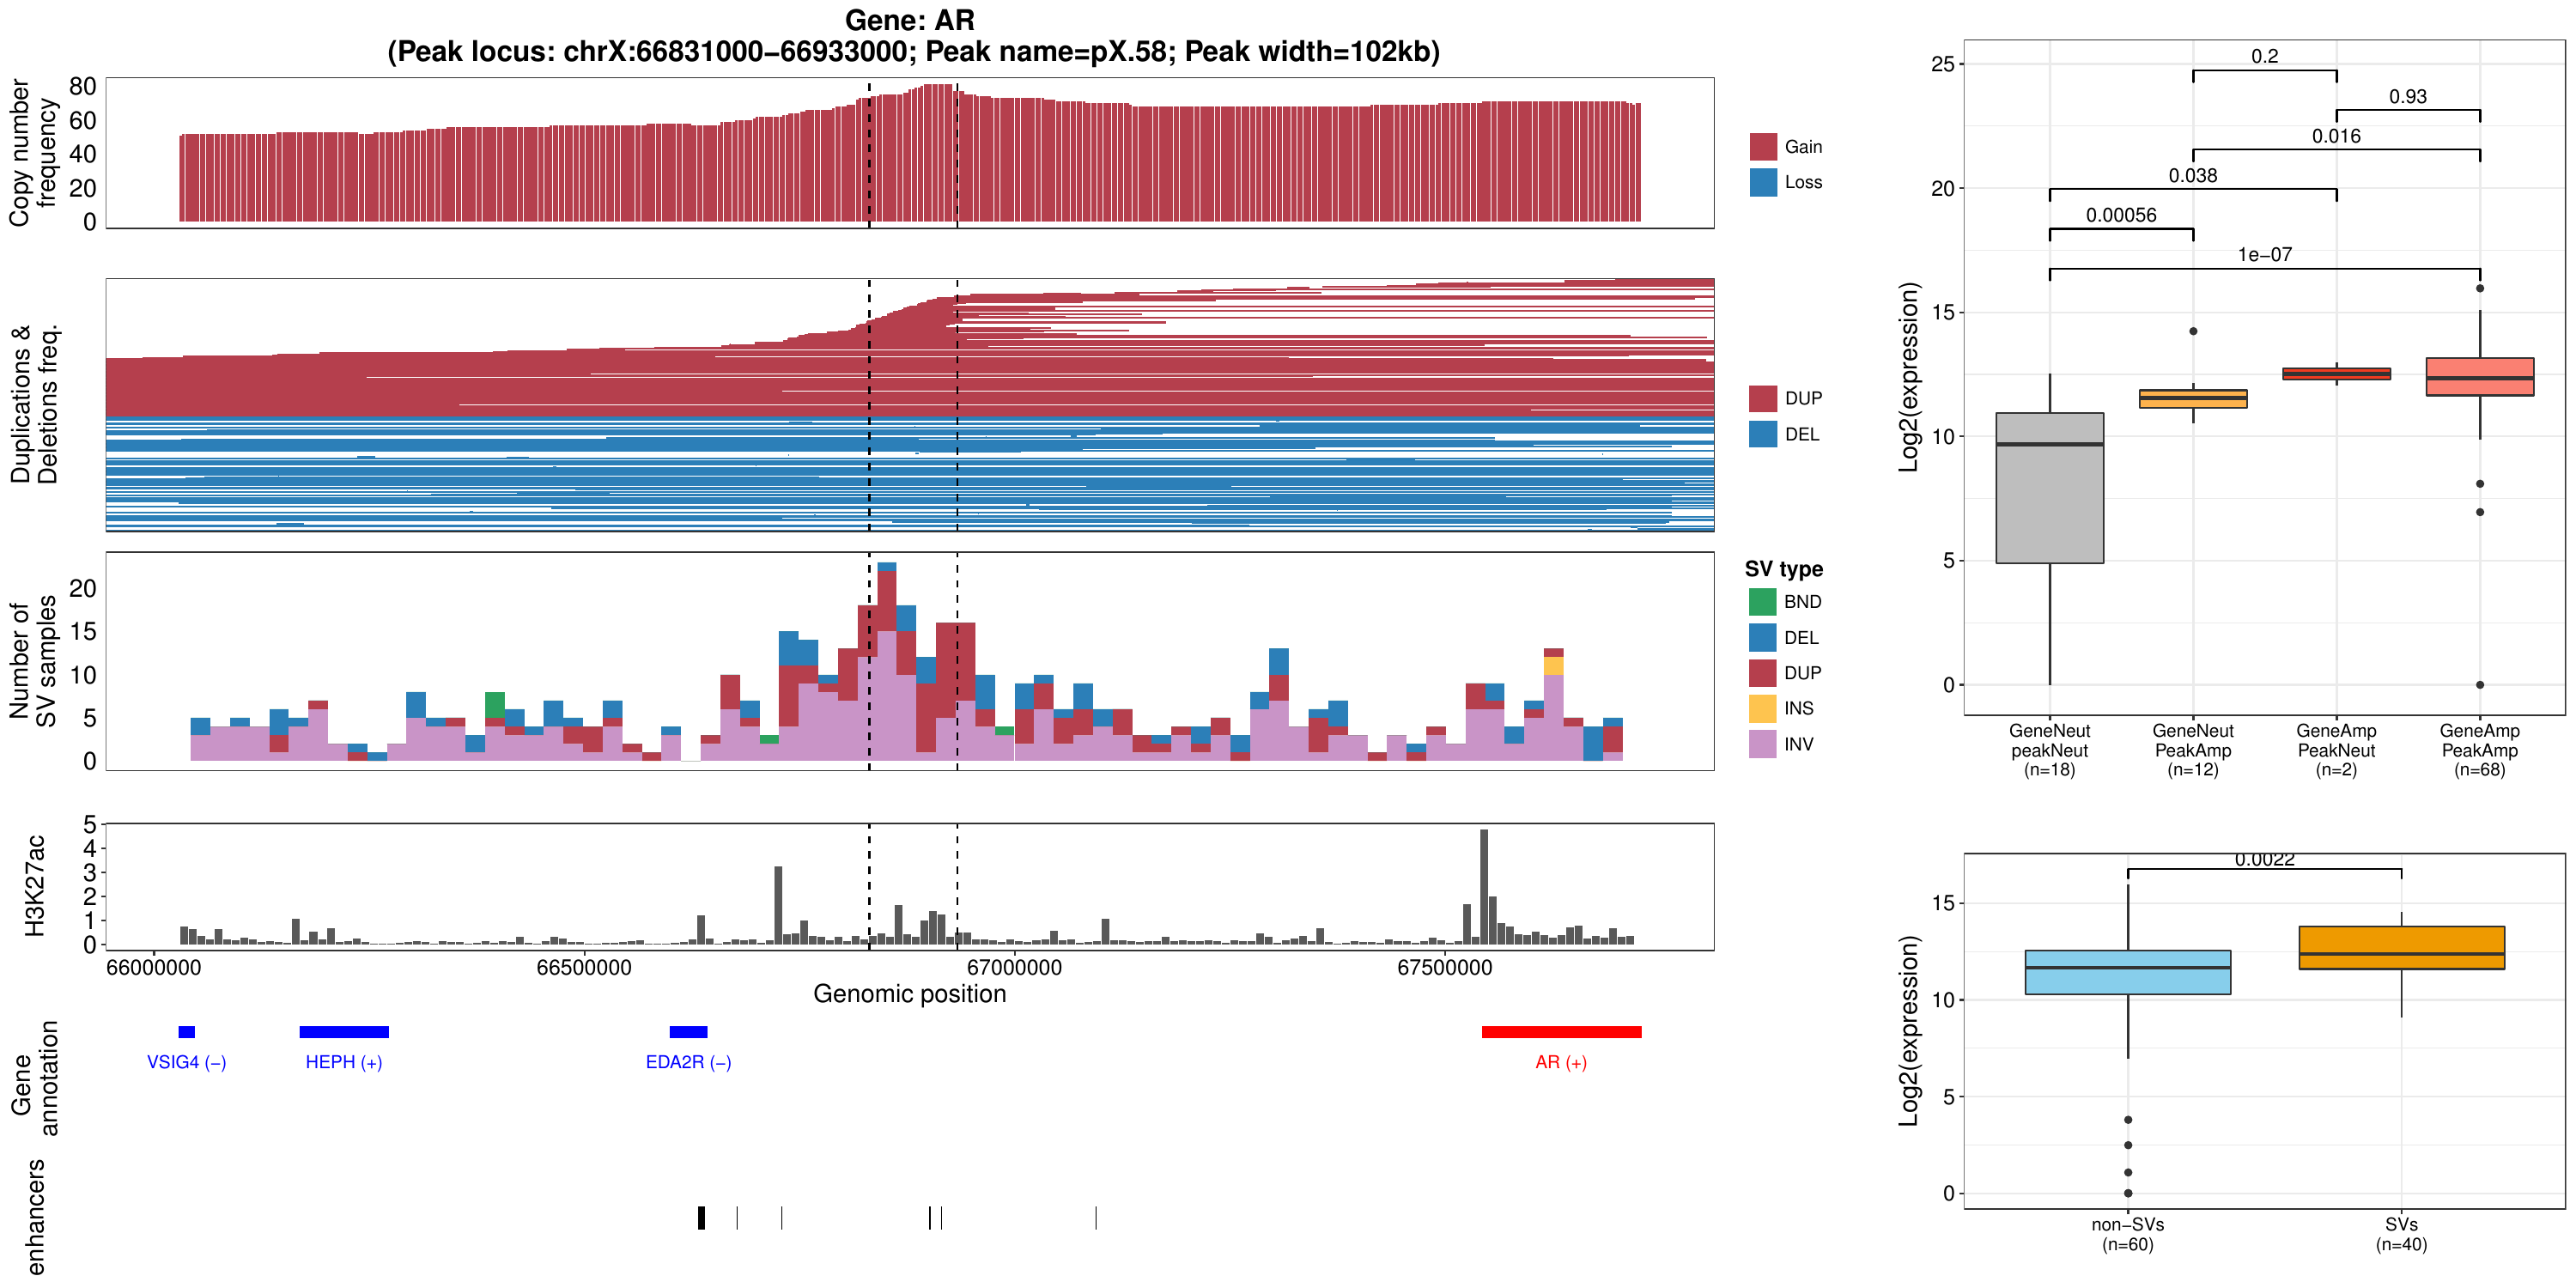 Gene: AR
(Peak locus: chrX:66831000−66933000; Peak name=pX.58; Peak width=102kb)
Copy number
frequency
80
60
40
20
0
Gain
Loss
Duplications &
Deletions freq.
DUP
DEL
Number of
SV samples
20
15
10
5
0
SV type
BND
DEL
DUP
INS
INV
H3K27ac
5
4
3
2
1
0
66000000
66500000
67000000
67500000
Genomic position
Gene
annotation
VSIG4 (−)
HEPH (+)
EDA2R (−)
AR (+)
enhancers
Log2(expression)
25
20
15
10
5
0
0.2
0.93
0.016
0.038
0.00056
1e−07
GeneNeut
peakNeut
(n=18)
GeneNeut
PeakAmp
(n=12)
GeneAmp
PeakNeut
(n=2)
GeneAmp
PeakAmp
(n=68)
Log2(expression)
15
10
5
0
0.0022
non−SVs
(n=60)
SVs
(n=40)